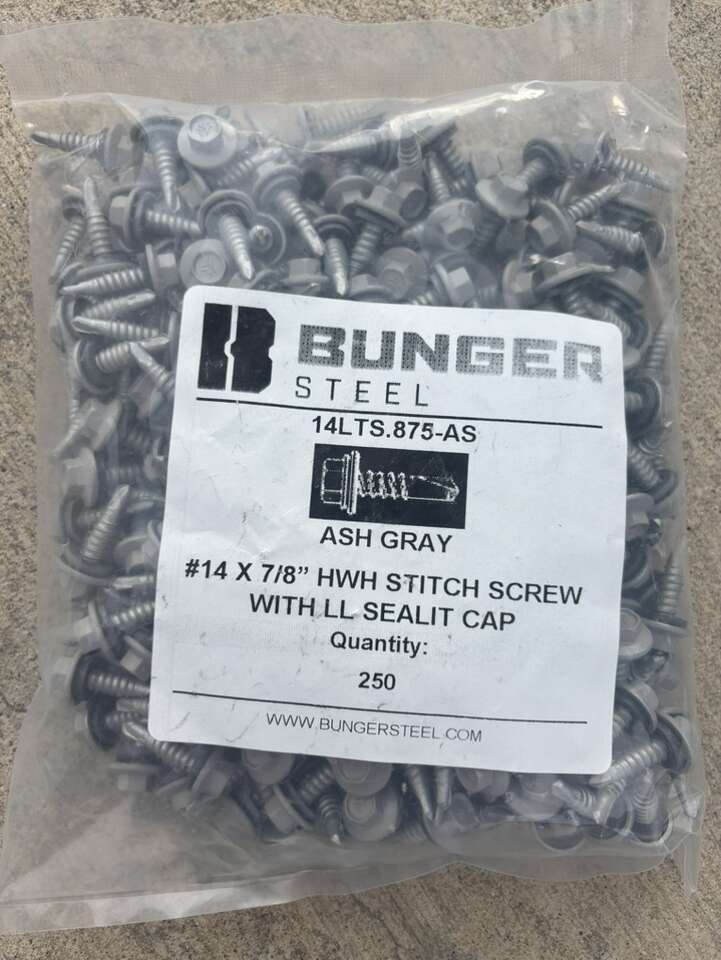 BUNGER
STEEL
14LTS.875-AS
ASH GRAY
#14 X 7/8" HWH STITCH SCREW
WITH LL SEALIT CAP
Quantity:
250
WWW.BUNGERSTEEL.COM